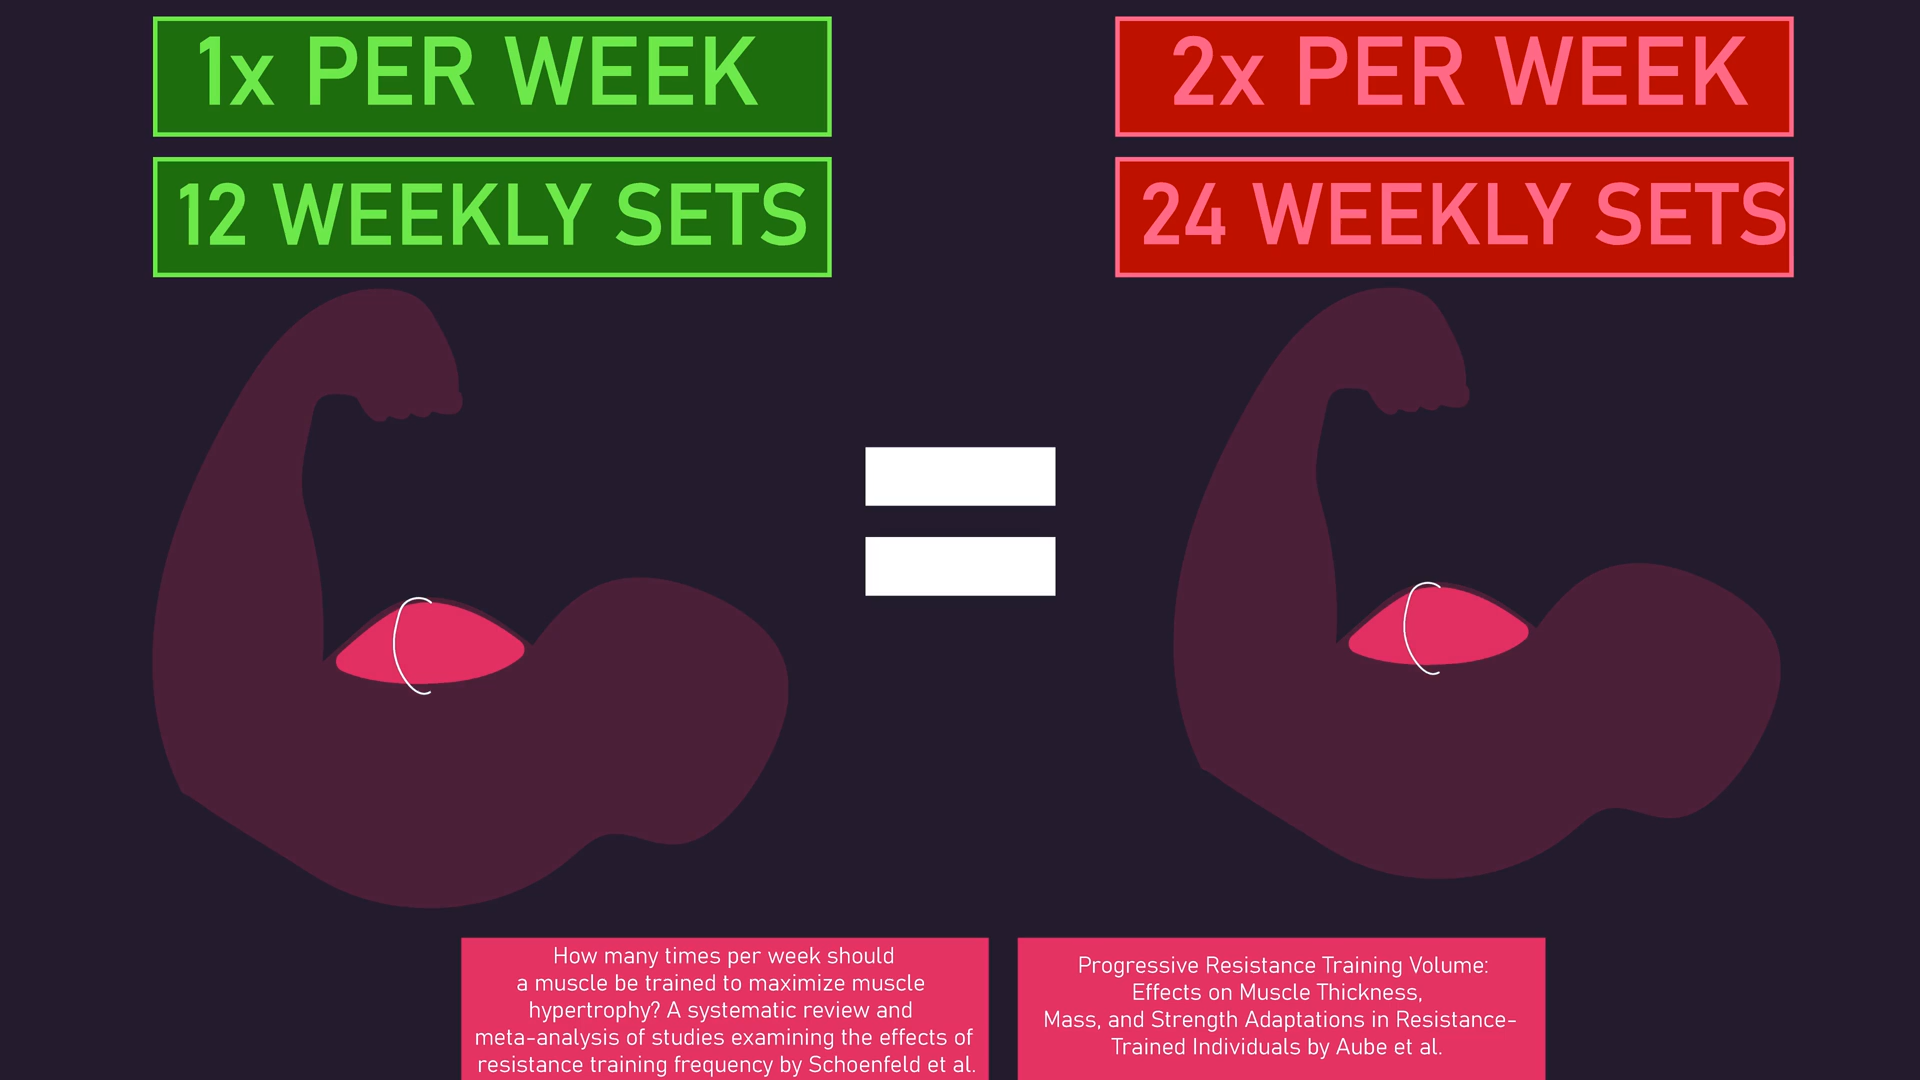 1x PER WEEK
12 WEEKLY SETS
2x PER WEEK
24 WEEKLY SETS
How many times per week should
a muscle be trained to maximize muscle
hypertrophy? A systematic review and
meta-analysis of studies examining the effects of
resistance training frequency by Schoenfeld et al.
Progressive Resistance Training Volume:
Effects on Muscle Thickness,
Mass, and Strength Adaptations in Resistance-
Trained Individuals by Aube et al.